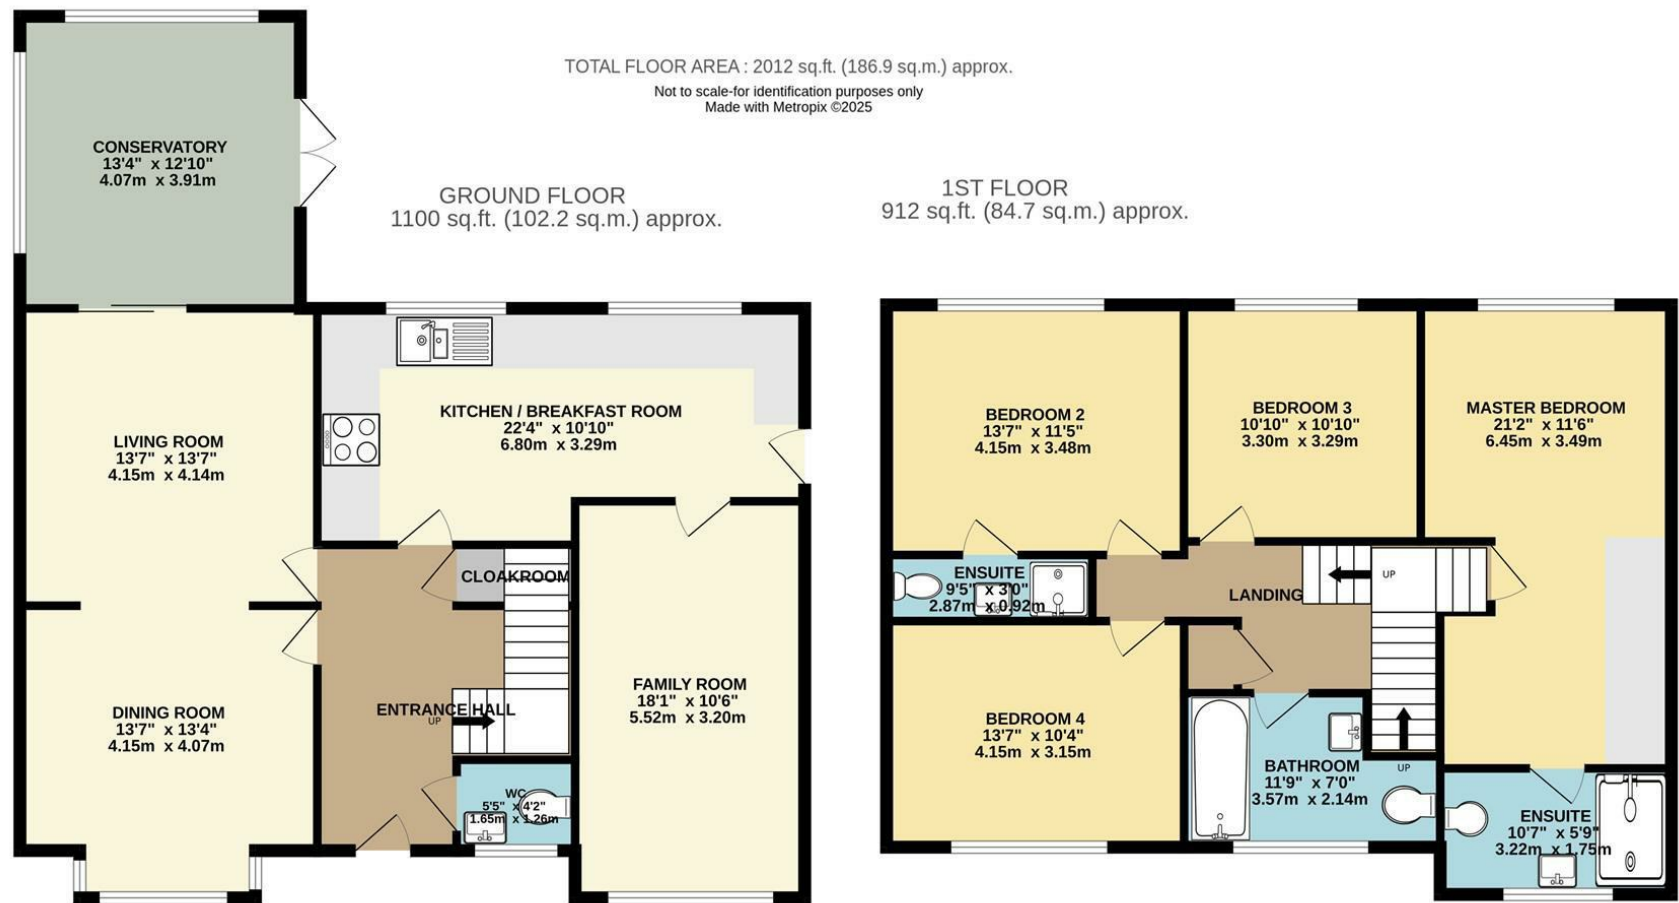 TOTAL FLOOR AREA : 2012 sq.ft. (186.9 sq.m.) approx.
Not to scale-for identification purposes only
Made with Metropix ©2025
GROUND FLOOR
1100 sq.ft. (102.2 sq.m.) approx.
1ST FLOOR
912 sq.ft. (84.7 sq.m.) approx.
CONSERVATORY
13'4" x 12'10"
4.07m x 3.91m
LIVING ROOM
13'7" x 13'7"
4.15m x 4.14m
KITCHEN / BREAKFAST ROOM
22'4" x 10'10"
6.80m x 3.29m
CLOAKROOM
DINING ROOM
13'7" x 13'4"
4.15m x 4.07m
ENTRANCE HALL
UP
FAMILY ROOM
18'1" x 10'6"
5.52m x 3.20m
WC
5'5" x 4'2"
1.65m x 1.26m
BEDROOM 2
13'7" x 11'5"
4.15m x 3.48m
BEDROOM 3
10'10" x 10'10"
3.30m x 3.29m
MASTER BEDROOM
21'2" x 11'6"
6.45m x 3.49m
ENSUITE
9'5" x 3'0"
2.87m x 0.92m
LANDING
UP
BEDROOM 4
13'7" x 10'4"
4.15m x 3.15m
BATHROOM
11'9" x 7'0"
3.57m x 2.14m
UP
ENSUITE
10'7" x 5'9"
3.22m x 1.75m